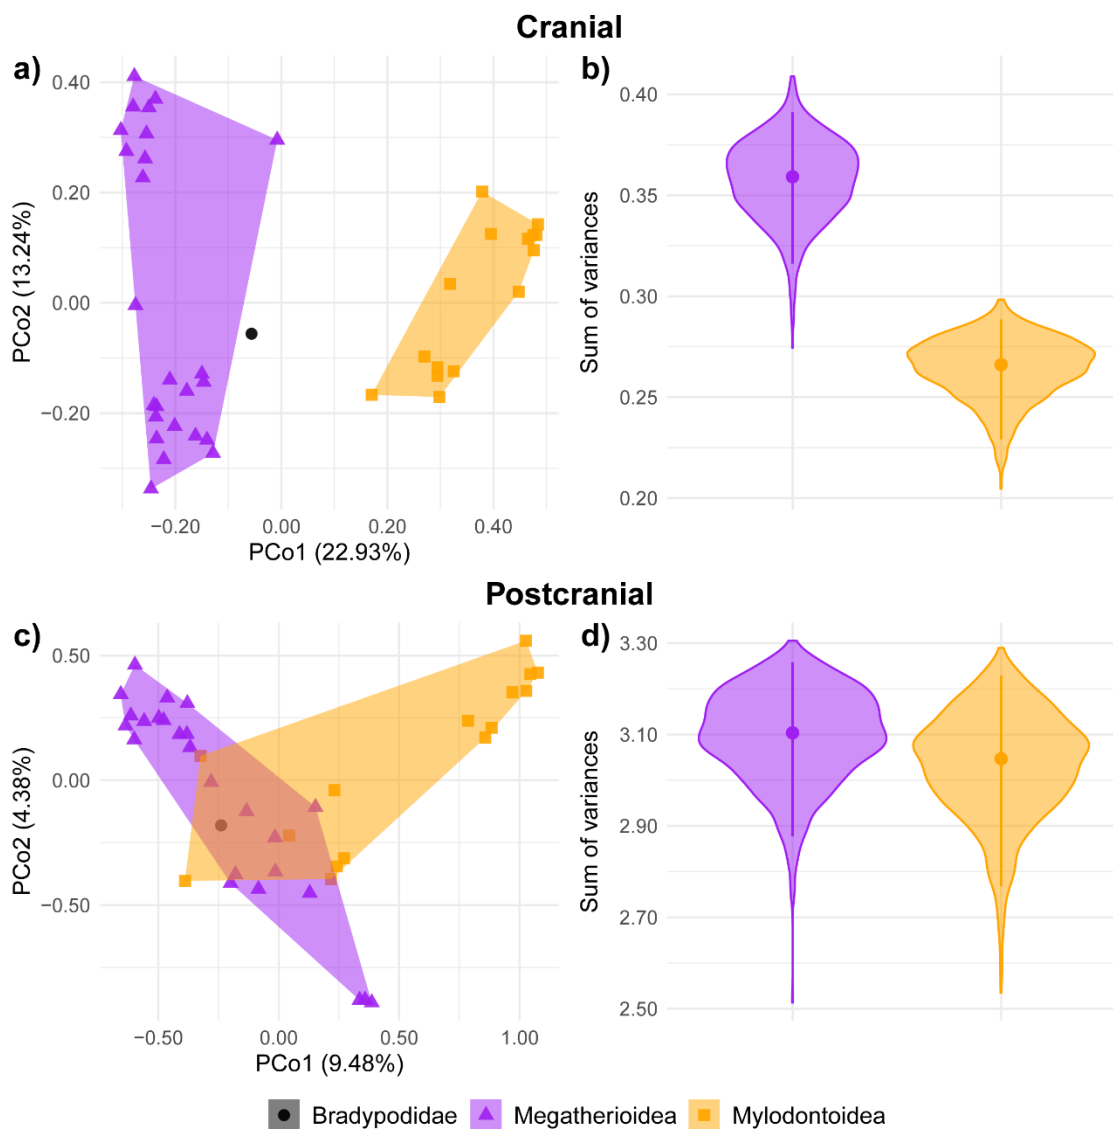 Cranial
a)
0.40
0.20
0.00
−0.20
−0.20
0.00
0.20
0.40
PCo2 (13.24%)
PCo1 (22.93%)
b)
0.40
0.35
0.30
0.25
0.20
Sum of variances
Postcranial
c)
0.50
0.00
−0.50
−0.50
0.00
0.50
1.00
PCo2 (4.38%)
PCo1 (9.48%)
d)
3.30
3.10
2.90
2.70
2.50
Sum of variances
Bradypodidae
Megatherioidea
Mylodontoidea